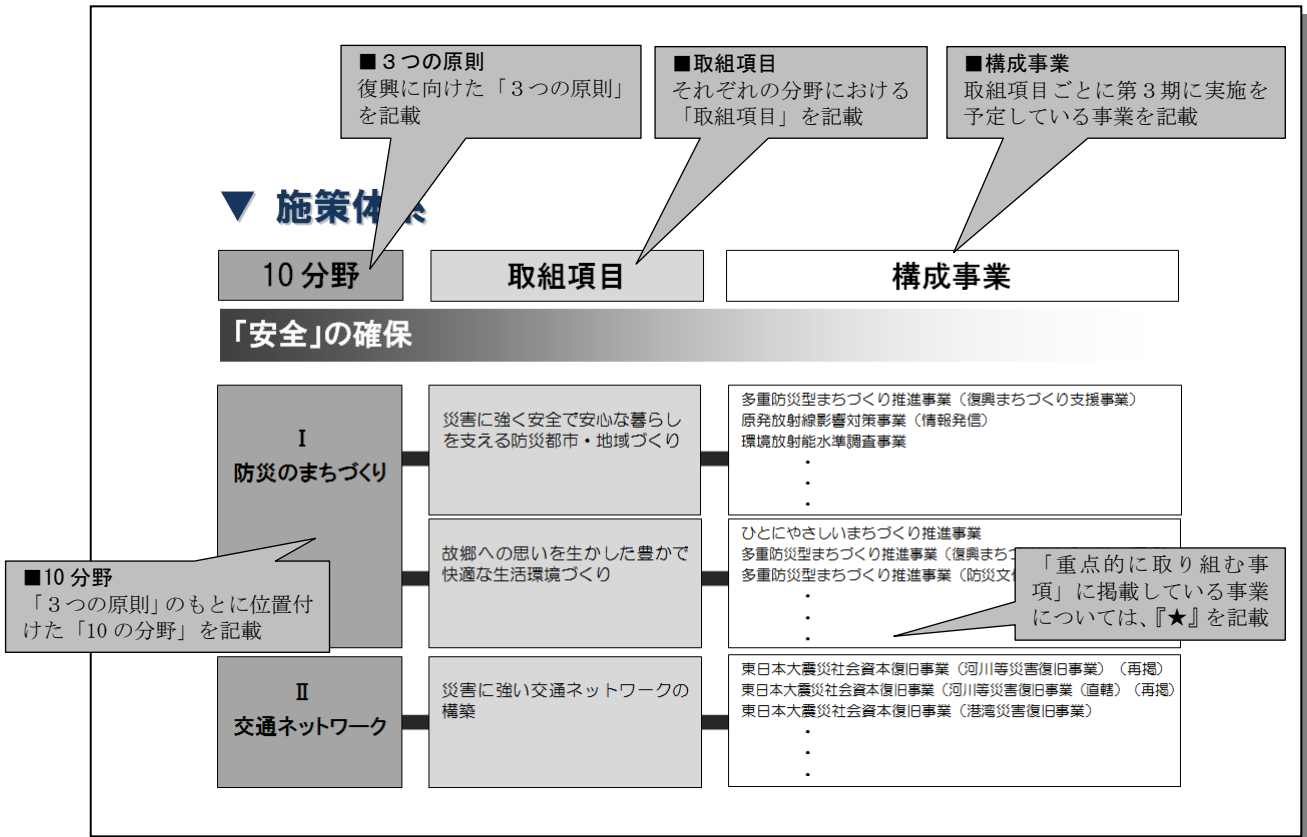 ■３つの原則
復興に向けた「３つの原則」
を記載
■取組項目
それぞれの分野における
「取組項目」を記載
■構成事業
取組項目ごとに第３期に実施を
予定している事業を記載
▼ 施策体系
10 分野
取組項目
構成事業
「安全」の確保
Ⅰ
防災のまちづくり
災害に強く安全で安心な暮らし
を支える防災都市・地域づくり
多重防災型まちづくり推進事業（復興まちづくり支援事業）
原発放射線影響対策事業（情報発信）
環境放射能水準調査事業
・
・
・
故郷への思いを生かした豊かで
快適な生活環境づくり
ひとにやさしいまちづくり推進事業
多重防災型まちづくり推進事業（復興まち
多重防災型まちづくり推進事業（防災文
・
・
・
■10 分野
「３つの原則」のもとに位置付
けた「10 の分野」を記載
「重点的に取り組む事
項」に掲載している事業
については、『★』を記載
Ⅱ
交通ネットワーク
災害に強い交通ネットワークの
構築
東日本大震災社会資本復旧事業（河川等災害復旧事業）（再掲）
東日本大震災社会資本復旧事業（河川等災害復旧事業（直轄）（再掲）
東日本大震災社会資本復旧事業（港湾災害復旧事業）
・
・
・